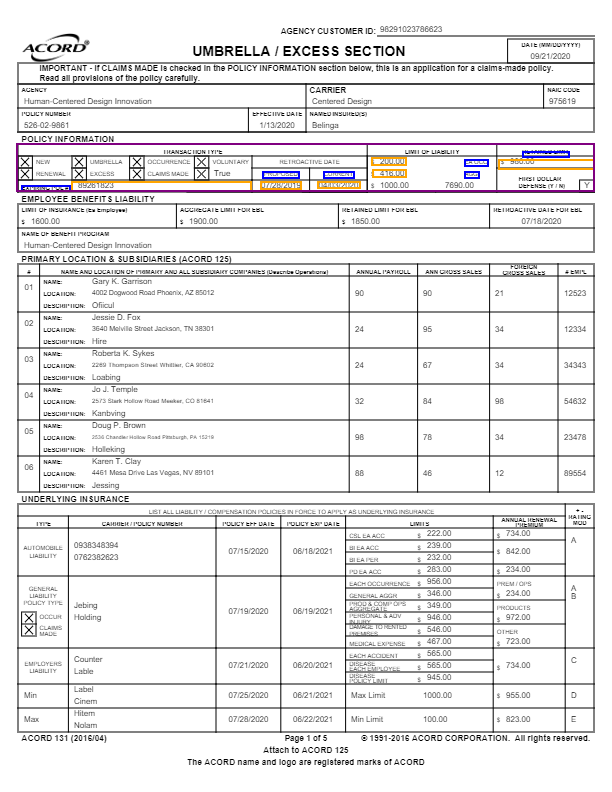 AGENCY CUSTOMER ID: 98291023786623
ACORD
UMBRELLA / EXCESS SECTION
DATE (MM/DD/YYYY)
09/21/2020
IMPORTANT - If CLAIMS MADE is checked in the POLICY INFORMATION section below, this is an application for a claims-made policy.
Read all provisions of the policy carefully.
AGENCY CARRIER NAIC CODE
Human-Centered Design Innovation Centered Design 975619
POLICY NUMBER EFFECTIVE DATE NAMED INSURED(S)
526-02-9861 1/13/2020 Belinga
POLICY INFORMATION
TRANSACTION TYPE LIMIT OF LIABILITY RETAINED LIMIT
NEW UMBRELLA OCCURRENCE VOLUNTARY RETROACTIVE DATE 200.00 EA OCC $ 960.00
RENEWAL EXCESS CLAIMS MADE True PROPOSED CURRENT 416.00 FIRST DOLLAR
89261823 07/28/2019 $ 1000.00 7690.00 DEFENSE (Y / N) Y
EMPLOYEE BENEFITS LIABILITY
LIMIT OF INSURANCE (Ea Employee) AGGREGATE LIMIT FOR EBL RETAINED LIMIT FOR EBL RETROACTIVE DATE FOR EBL
$ 1600.00 $ 1900.00 $ 1850.00 07/18/2020
NAME OF BENEFIT PROGRAM
Human-Centered Design Innovation
PRIMARY LOCATION & SUBSIDIARIES (ACORD 125)
# NAME AND LOCATION OF PRIMARY AND ALL SUBSIDIARY COMPANIES (Describe Operations) ANNUAL PAYROLL ANN GROSS SALES FOREIGN GROSS SALES # EMPL
01 NAME: Gary K. Garrison
LOCATION: 4002 Dogwood Road Phoenix, AZ 85012 90 90 21 12523
DESCRIPTION: Ofiicul
02 NAME: Jessie D. Fox
LOCATION: 3640 Melville Street Jackson, TN 38301 24 95 34 12334
DESCRIPTION: Hire
03 NAME: Roberta K. Sykes
LOCATION: 2269 Thompson Street Whittier, CA 90602 24 67 34 34343
DESCRIPTION: Loabing
04 NAME: Jo J. Temple
LOCATION: 2573 Stark Hollow Road Meeker, CO 81641 32 84 98 54632
DESCRIPTION: Kanbving
05 NAME: Doug P. Brown
LOCATION: 2536 Chandler Hollow Road Pittsburgh, PA 15219 98 78 34 23478
DESCRIPTION: Holleking
06 NAME: Karen T. Clay
LOCATION: 4461 Mesa Drive Las Vegas, NV 89101 88 46 12 89554
DESCRIPTION: Jessing
UNDERLYING INSURANCE
LIST ALL LIABILITY / COMPENSATION POLICIES IN FORCE TO APPLY AS UNDERLYING INSURANCE
TYPE CARRIER / POLICY NUMBER POLICY EFF DATE POLICY EXP DATE LIMITS ANNUAL RENEWAL PREMIUM + - RATING MOD
AUTOMOBILE LIABILITY
0938348394
0762382623
07/15/2020 06/18/2021
CSL EA ACC $ 222.00 $ 734.00 A
BI EA ACC $ 239.00
BI EA PER $ 232.00 $ 842.00
PD EA ACC $ 283.00 $ 234.00
GENERAL LIABILITY POLICY TYPE
OCCUR
CLAIMS MADE
Jebing
Holding
07/19/2020 06/19/2021
EACH OCCURRENCE $ 956.00 PREM / OPS A
GENERAL AGGR $ 346.00 $ 234.00 B
PROD & COMP OPS AGGREGATE $ 349.00 PRODUCTS
PERSONAL & ADV INJURY $ 946.00 $ 972.00
DAMAGE TO RENTED PREMISES $ 546.00 OTHER
MEDICAL EXPENSE $ 467.00 $ 723.00
EMPLOYERS' LIABILITY
Counter
Lable
07/21/2020 06/20/2021
EACH ACCIDENT $ 565.00 C
DISEASE EACH EMPLOYEE $ 565.00 $ 734.00
DISEASE POLICY LIMIT $ 945.00
Min Label
Cinem
07/25/2020 06/21/2021 Max Limit 1000.00 $ 955.00 D
Max Hitem
Nolam
07/28/2020 06/22/2021 Min Limit 100.00 $ 823.00 E
ACORD 131 (2016/04) Page 1 of 5 © 1991-2016 ACORD CORPORATION. All rights reserved.
Attach to ACORD 125
The ACORD name and logo are registered marks of ACORD